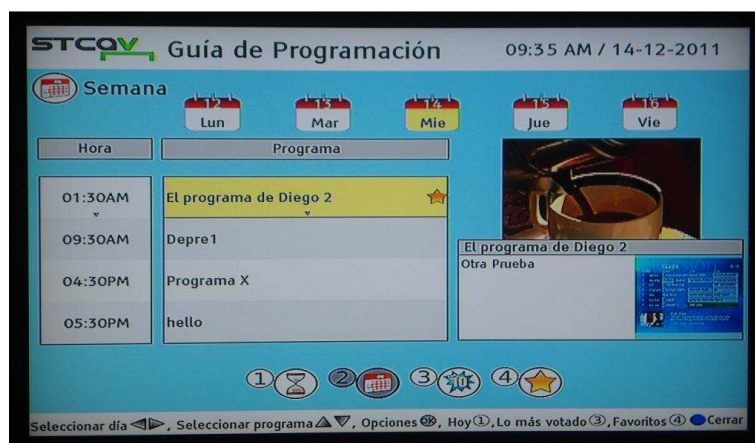 STCAV Guía de Programación 09:35 AM / 14-12-2011
Semana
12 13 14 15 16
Lun Mar Mie Jue Vie
Hora Programa
01:30AM El programa de Diego 2
09:30AM Depre1
04:30PM Programa X
05:30PM hello
El programa de Diego 2
Otra Prueba
1 2 3 10 4
Seleccionar día ◁▷, Seleccionar programa △▽, Opciones OK, Hoy①, Lo más votado③, Favoritos④ Cerrar